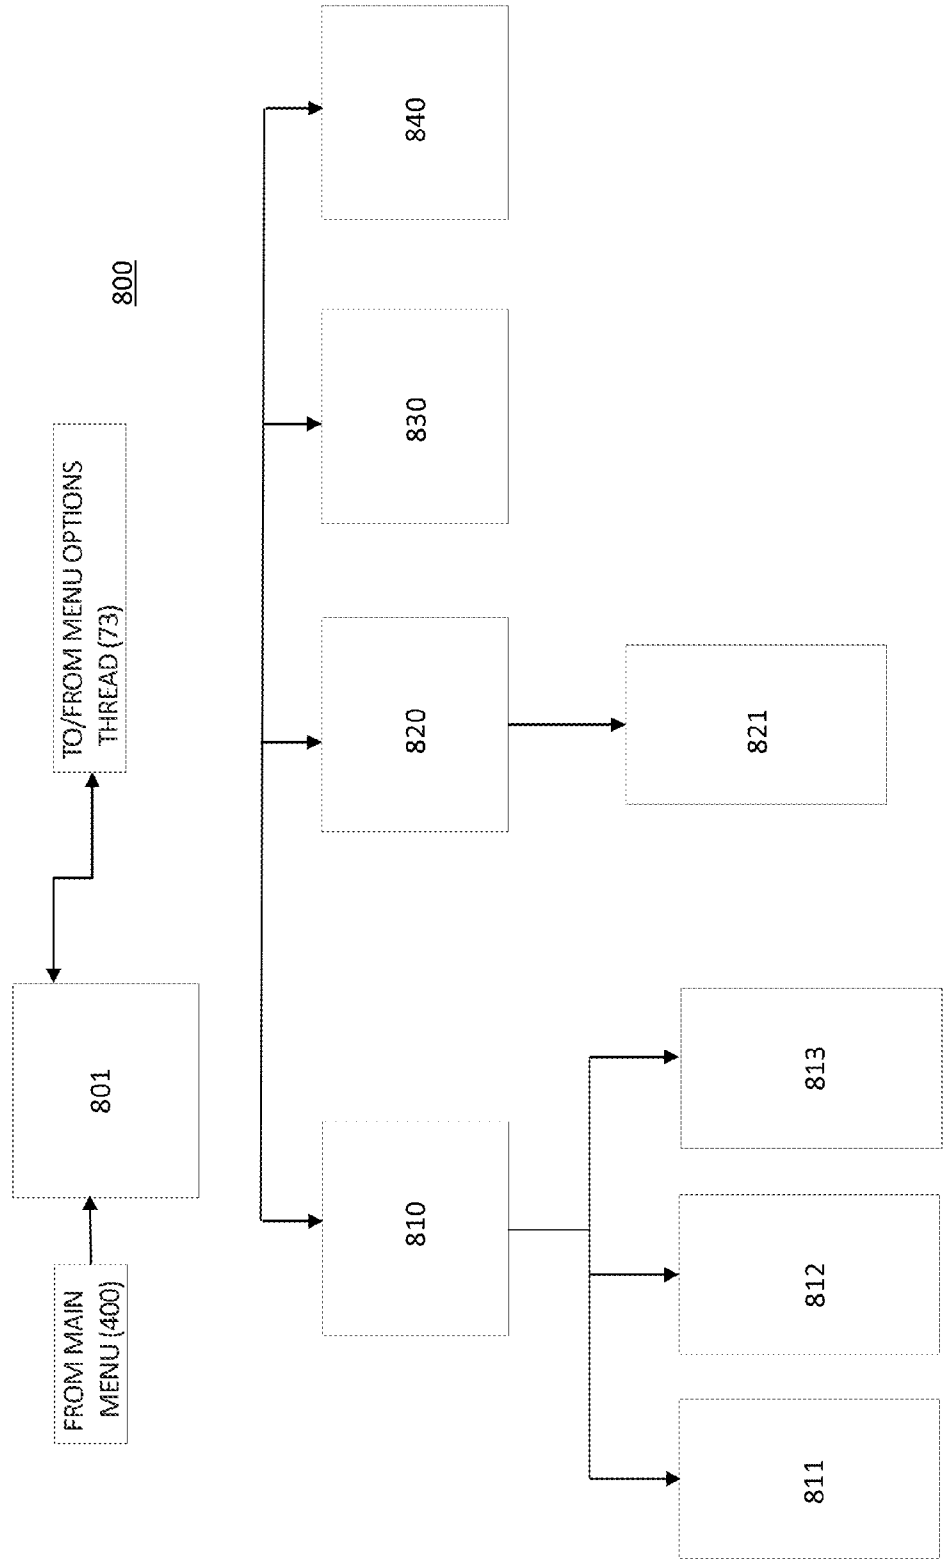 FROM MAIN
MENU (400)
801
TO/FROM MENU OPTIONS
THREAD (73)
800
810
820
830
840
811
812
813
821